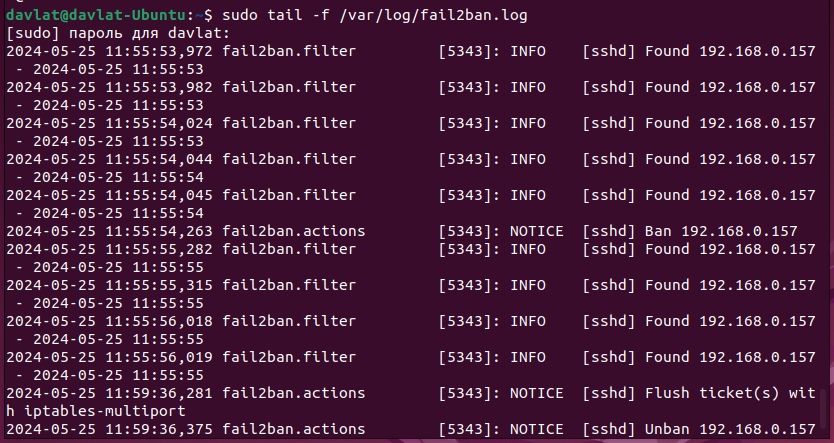 davlat@davlat-Ubuntu:~$ sudo tail -f /var/log/fail2ban.log
[sudo] пароль для davlat:
2024-05-25 11:55:53,972 fail2ban.filter         [5343]: INFO    [sshd] Found 192.168.0.157
 - 2024-05-25 11:55:53
2024-05-25 11:55:53,982 fail2ban.filter         [5343]: INFO    [sshd] Found 192.168.0.157
 - 2024-05-25 11:55:53
2024-05-25 11:55:54,024 fail2ban.filter         [5343]: INFO    [sshd] Found 192.168.0.157
 - 2024-05-25 11:55:53
2024-05-25 11:55:54,044 fail2ban.filter         [5343]: INFO    [sshd] Found 192.168.0.157
 - 2024-05-25 11:55:54
2024-05-25 11:55:54,045 fail2ban.filter         [5343]: INFO    [sshd] Found 192.168.0.157
 - 2024-05-25 11:55:54
2024-05-25 11:55:54,263 fail2ban.actions        [5343]: NOTICE  [sshd] Ban 192.168.0.157
2024-05-25 11:55:55,282 fail2ban.filter         [5343]: INFO    [sshd] Found 192.168.0.157
 - 2024-05-25 11:55:55
2024-05-25 11:55:55,315 fail2ban.filter         [5343]: INFO    [sshd] Found 192.168.0.157
 - 2024-05-25 11:55:55
2024-05-25 11:55:56,018 fail2ban.filter         [5343]: INFO    [sshd] Found 192.168.0.157
 - 2024-05-25 11:55:55
2024-05-25 11:55:56,019 fail2ban.filter         [5343]: INFO    [sshd] Found 192.168.0.157
 - 2024-05-25 11:55:55
2024-05-25 11:59:36,281 fail2ban.actions        [5343]: NOTICE  [sshd] Flush ticket(s) wit
h iptables-multiport
2024-05-25 11:59:36,375 fail2ban.actions        [5343]: NOTICE  [sshd] Unban 192.168.0.157